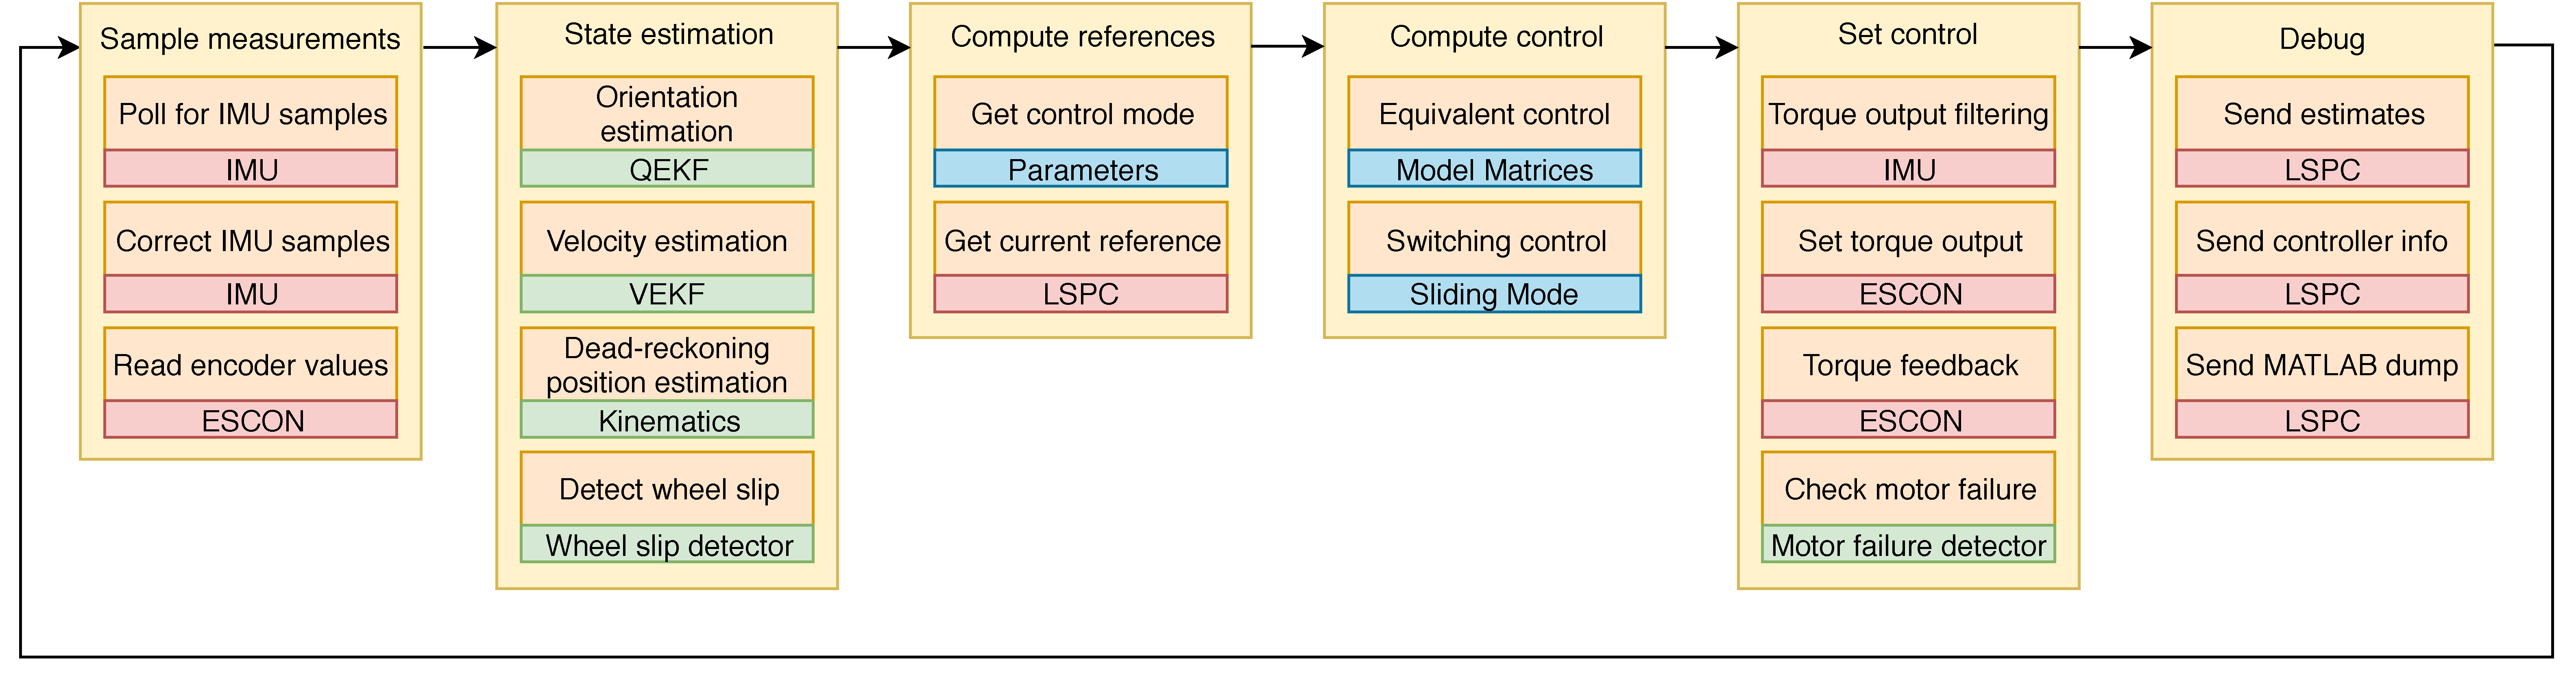 Sample measurements
Poll for IMU samples
IMU
Correct IMU samples
IMU
Read encoder values
ESCON
State estimation
Orientation
estimation
QEKF
Velocity estimation
VEKF
Dead-reckoning
position estimation
Kinematics
Detect wheel slip
Wheel slip detector
Compute references
Get control mode
Parameters
Get current reference
LSPC
Compute control
Equivalent control
Model Matrices
Switching control
Sliding Mode
Set control
Torque output filtering
IMU
Set torque output
ESCON
Torque feedback
ESCON
Check motor failure
Motor failure detector
Debug
Send estimates
LSPC
Send controller info
LSPC
Send MATLAB dump
LSPC